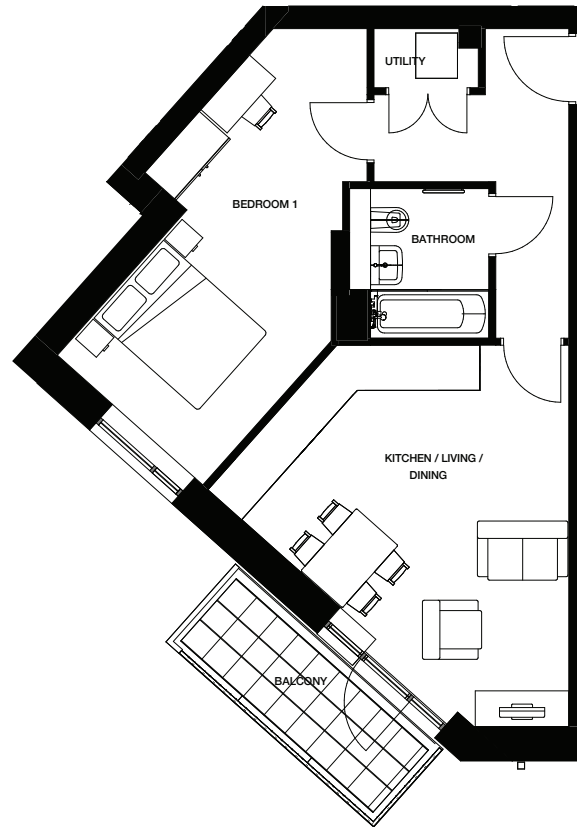 UTILITY
BEDROOM 1
BATHROOM
KITCHEN / LIVING /
DINING
BALCONY